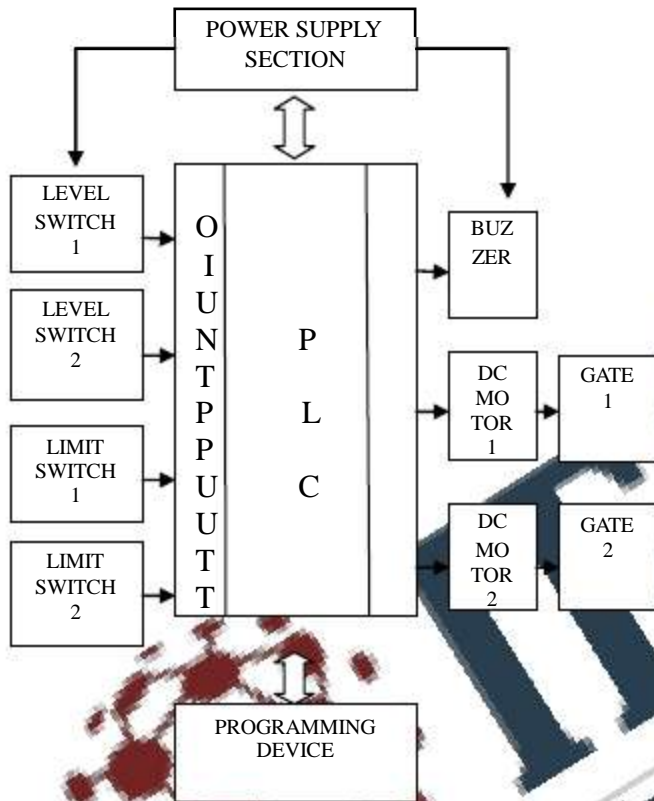 POWER SUPPLY
SECTION
LEVEL
SWITCH
1
LEVEL
SWITCH
2
LIMIT
SWITCH
1
LIMIT
SWITCH
2
O
I
U
N
T
P
P
U
U
T
T
P
L
C
BUZ
ZER
DC
MO
TOR
1
GATE
1
DC
MO
TOR
2
GATE
2
PROGRAMMING
DEVICE